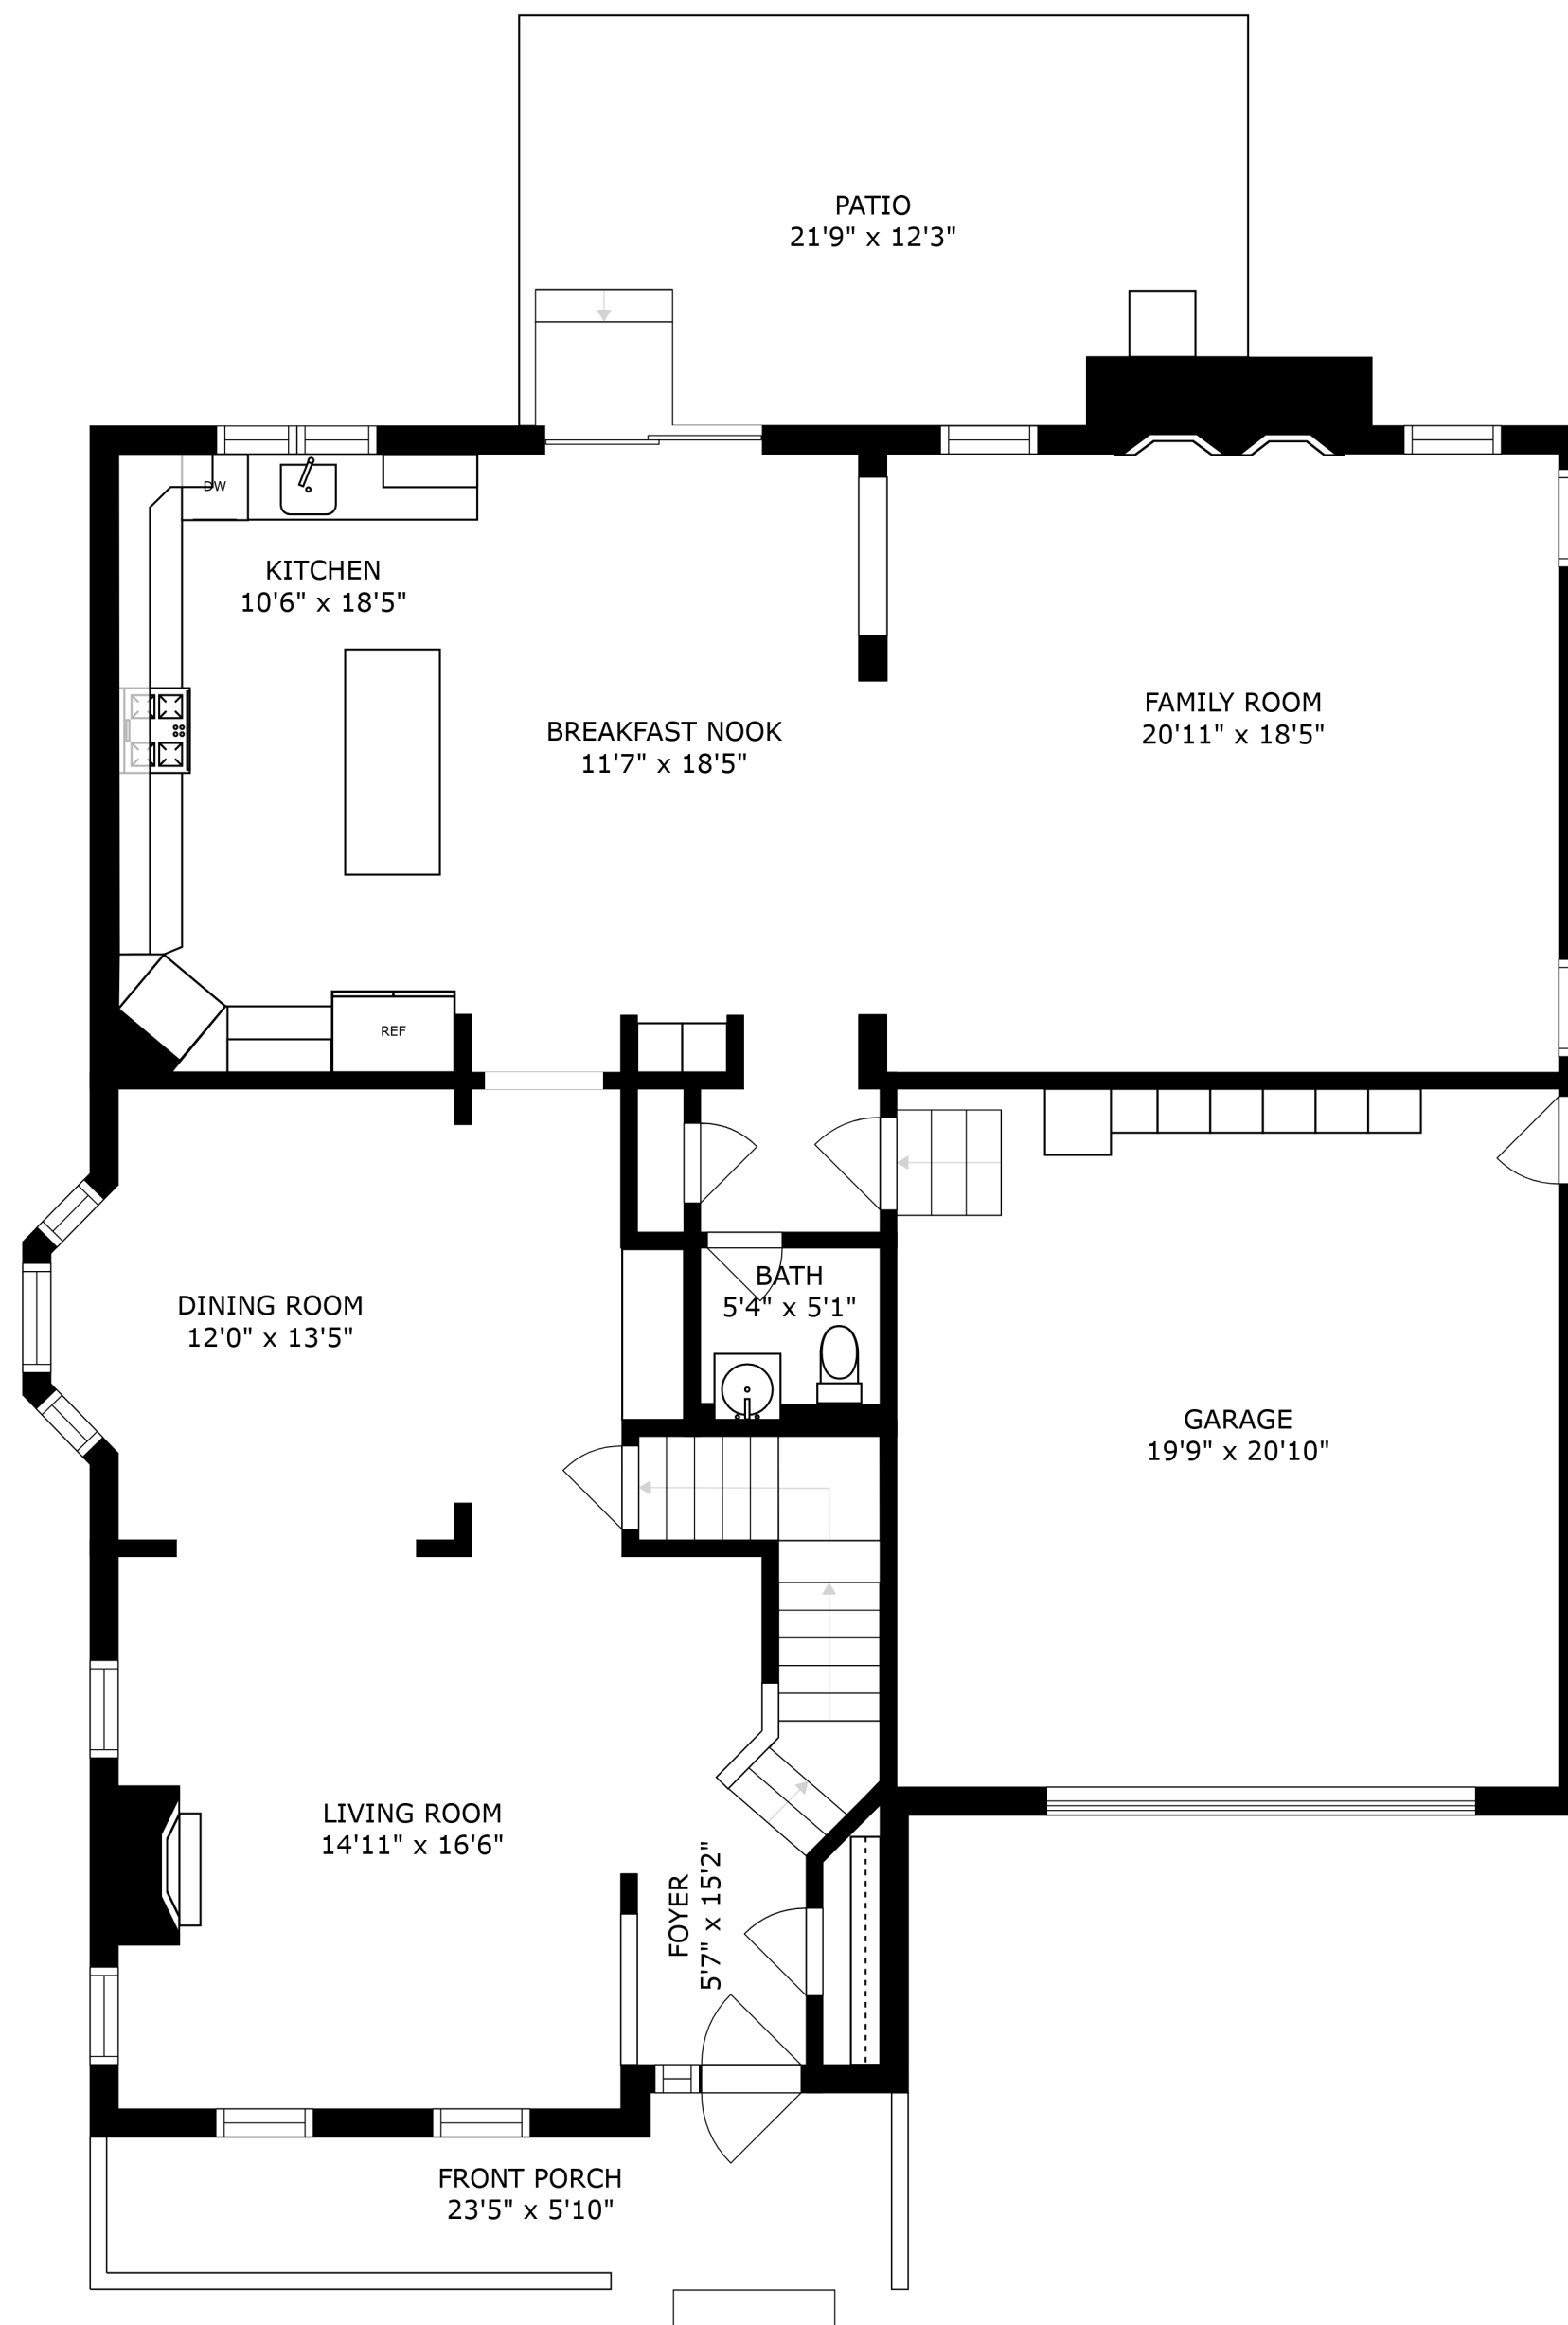 PATIO
21'9" x 12'3"
DW
KITCHEN
10'6" x 18'5"
BREAKFAST NOOK
11'7" x 18'5"
FAMILY ROOM
20'11" x 18'5"
REF
BATH
5'4" x 5'1"
DINING ROOM
12'0" x 13'5"
GARAGE
19'9" x 20'10"
LIVING ROOM
14'11" x 16'6"
FOYER
5'7" x 15'2"
FRONT PORCH
23'5" x 5'10"